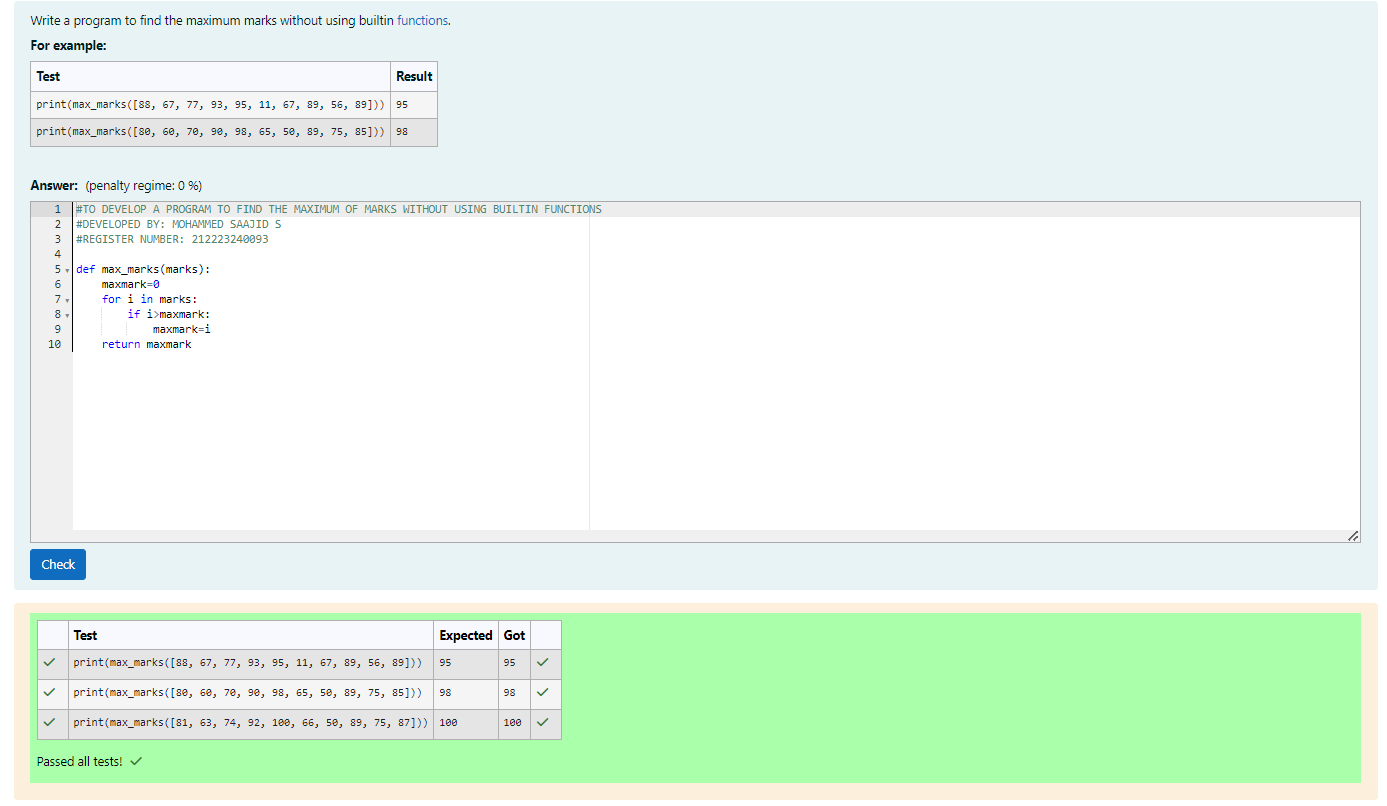 Write a program to find the maximum marks without using builtin functions.
For example:
Test Result
print(max_marks([88, 67, 77, 93, 95, 11, 67, 89, 56, 89])) 95
print(max_marks([80, 60, 70, 90, 98, 65, 50, 89, 75, 85])) 98
Answer: (penalty regime: 0 %)
1 #TO DEVELOP A PROGRAM TO FIND THE MAXIMUM OF MARKS WITHOUT USING BUILTIN FUNCTIONS
2 #DEVELOPED BY: MOHAMMED SAAJID S
3 #REGISTER NUMBER: 212223240093
4
5 def max_marks(marks):
6     maxmark=0
7     for i in marks:
8         if i>maxmark:
9             maxmark=i
10     return maxmark
Check
Test Expected Got
print(max_marks([88, 67, 77, 93, 95, 11, 67, 89, 56, 89])) 95 95
print(max_marks([80, 60, 70, 90, 98, 65, 50, 89, 75, 85])) 98 98
print(max_marks([81, 63, 74, 92, 100, 66, 50, 89, 75, 87])) 100 100
Passed all tests!